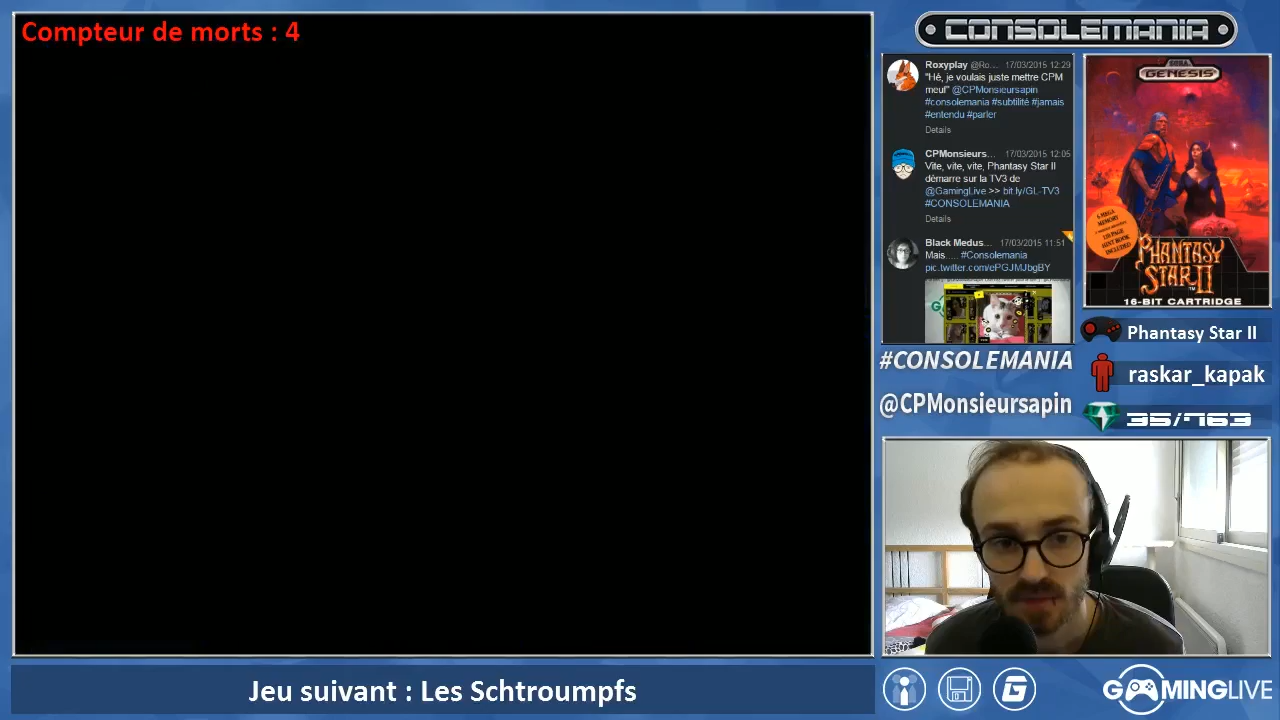 Compteur de morts : 4
CONSOLEMANIA
Roxyplay @Ro... 17/03/2015 12:29
"Hé, je voulais juste mettre CPM
meuf" @CPMonsieursapin
#consolemania #subtilité #jamais
#entendu #parler
Details
CPMonsieurs... 17/03/2015 12:05
Vite, vite, vite, Phantasy Star II
démarre sur la TV3 de
@GamingLive >> bit.ly/GL-TV3
#CONSOLEMANIA
Details
Black Medus... 17/03/2015 11:51
Mais..... #Consolemania
pic.twitter.com/ePGJMJbgBY
#CONSOLEMANIA
@CPMonsieursapin
SEGA
GENESIS
PHANTASY
STAR II
16-BIT CARTRIDGE
Phantasy Star II
raskar_kapak
35/763
Jeu suivant : Les Schtroumpfs
GAMINGLIVE